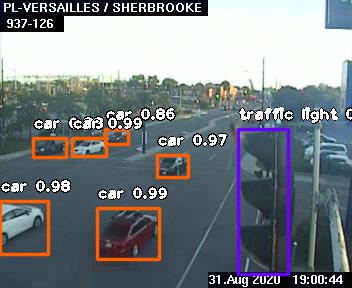 PL-VERSAILLES / SHERBROOKE
937-126
car 0.86
car 0.99
traffic light
car 0.97
car 0.98
car 0.99
31.Aug 2020 19:00:44